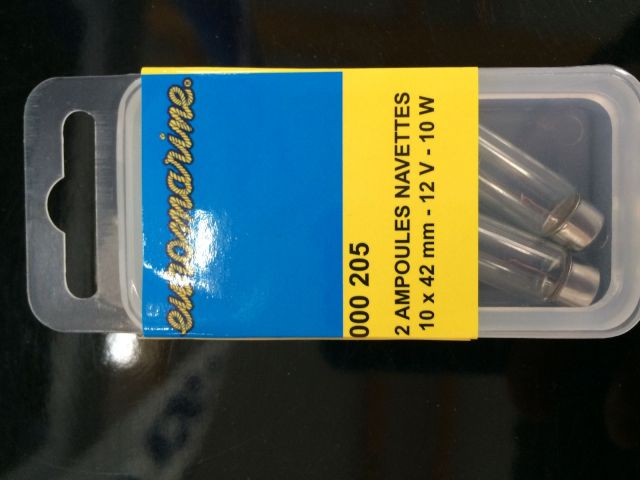 euromarine.
000 205
2 AMPOULES NAVETTES
10 x 42 mm - 12 V - 10 W